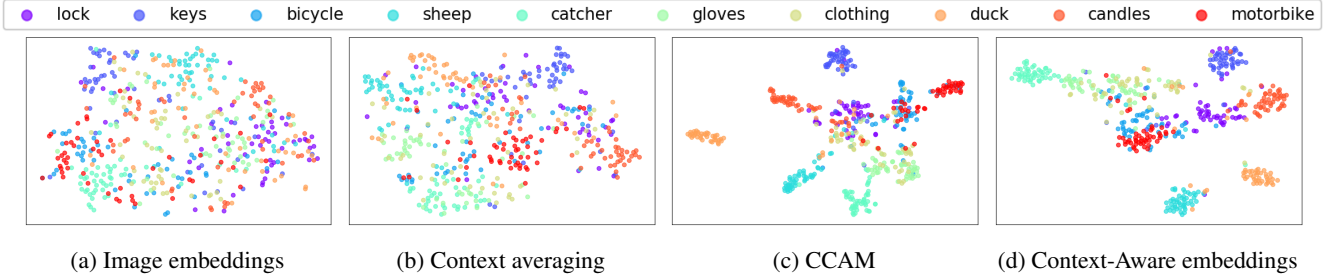 lock keys bicycle sheep catcher gloves clothing duck candles motorbike
(a) Image embeddings (b) Context averaging (c) CCAM (d) Context-Aware embeddings